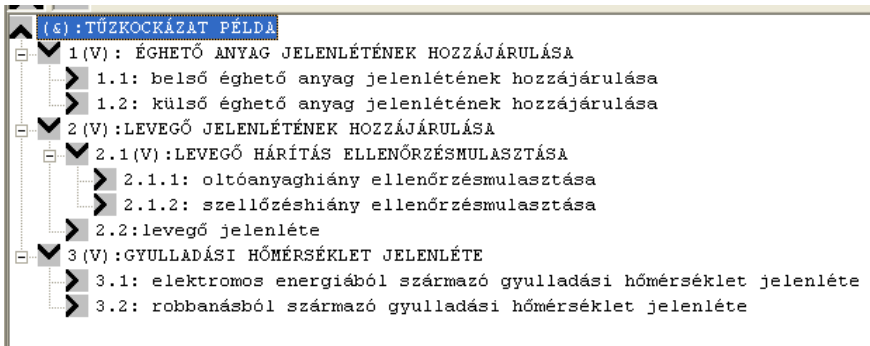 (&):TŰZKOCKÁZAT PÉLDA
1(V): ÉGHETŐ ANYAG JELENLÉTÉNEK HOZZÁJÁRULÁSA
1.1: belső éghető anyag jelenlétének hozzájárulása
1.2: külső éghető anyag jelenlétének hozzájárulása
2(V):LEVEGŐ JELENLÉTÉNEK HOZZÁJÁRULÁSA
2.1(V):LEVEGŐ HÁRÍTÁS ELLENŐRZÉSMULASZTÁSA
2.1.1: oltóanyaghiány ellenőrzésmulasztása
2.1.2: szellőzéshiány ellenőrzésmulasztása
2.2:levegő jelenléte
3(V):GYULLADÁSI HŐMÉRSÉKLET JELENLÉTE
3.1: elektromos energiából származó gyulladási hőmérséklet jelenléte
3.2: robbanásból származó gyulladási hőmérséklet jelenléte